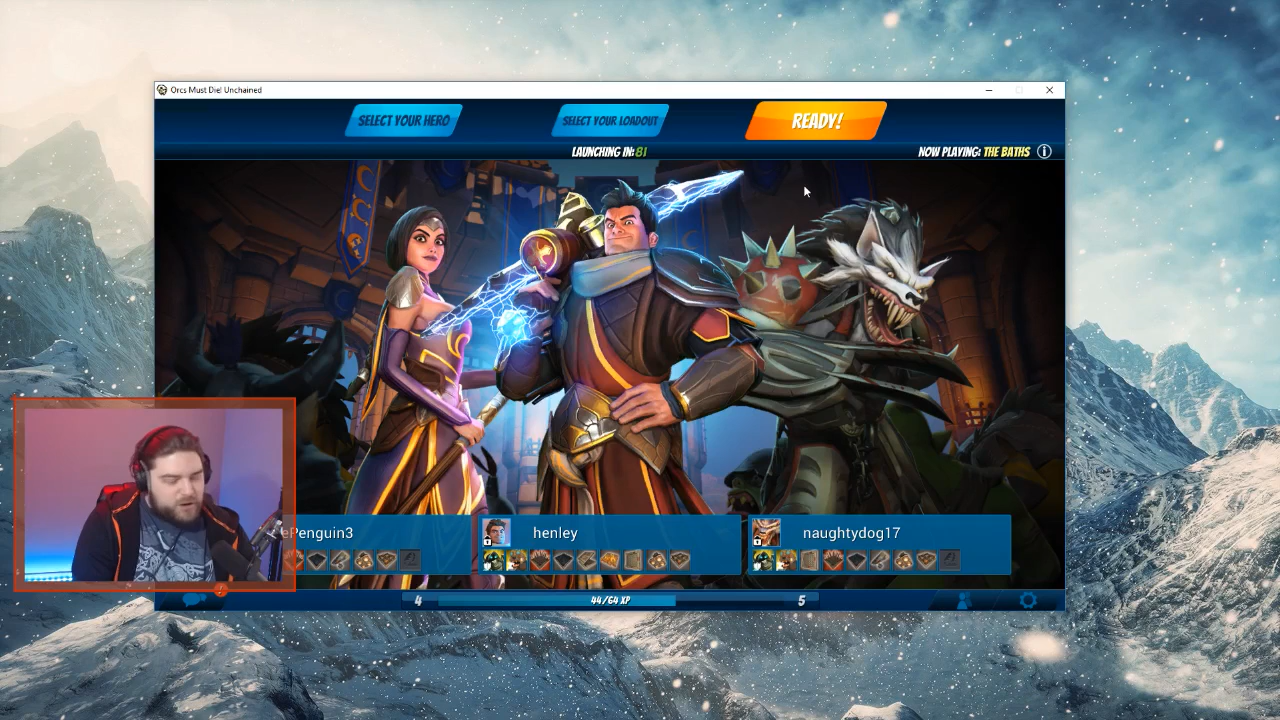 Orcs Must Die! Unchained
SELECT YOUR HERO
SELECT YOUR LOADOUT
READY!
LAUNCHING IN: 81
NOW PLAYING: THE BATHS
ePenguin3
henley
naughtydog17
4
44/64 XP
5